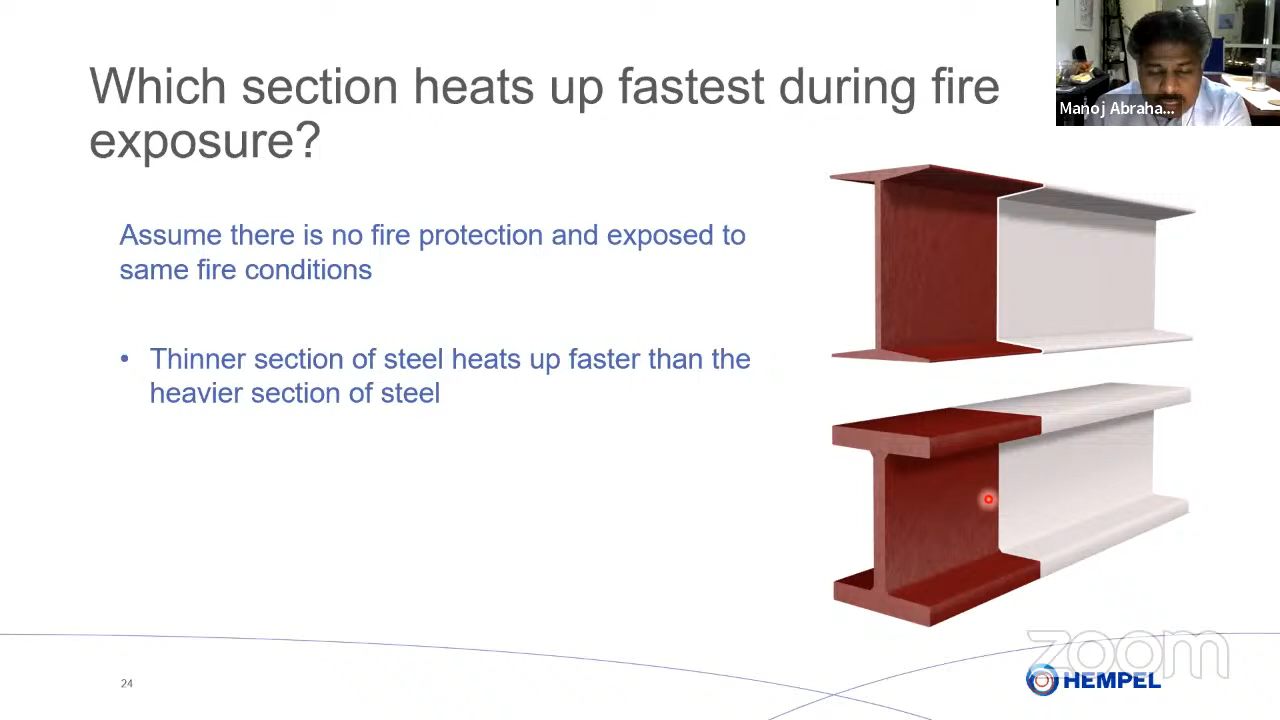 Which section heats up fastest during fire
exposure?
Manoj Abraha...
Assume there is no fire protection and exposed to
same fire conditions
• Thinner section of steel heats up faster than the
heavier section of steel
zoom
24
HEMPEL